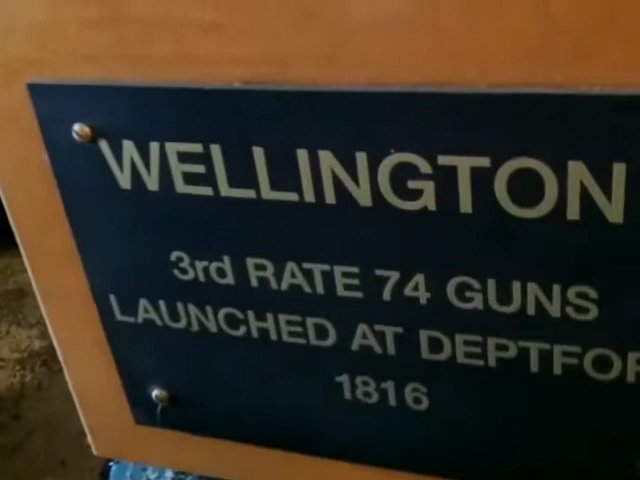 WELLINGTON
3rd RATE 74 GUNS
LAUNCHED AT DEPTFOR
1816